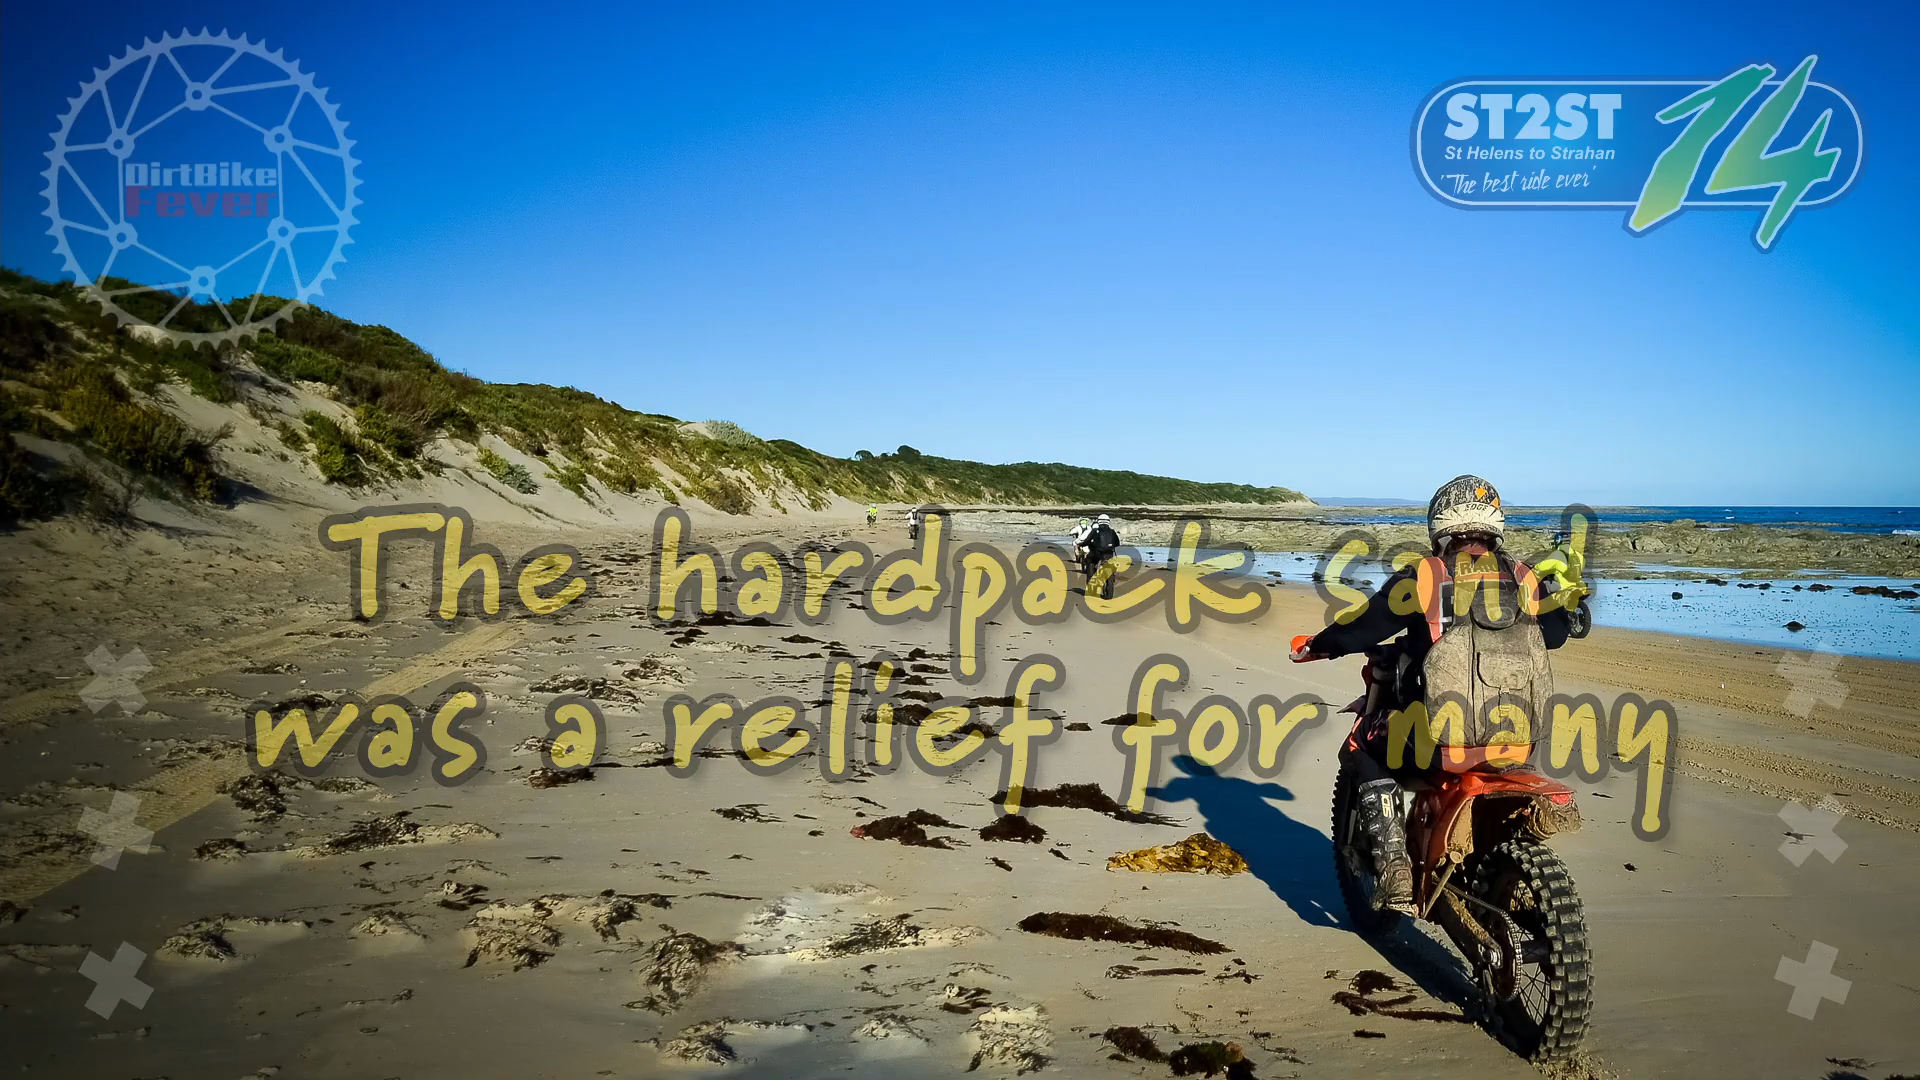 DirtBike
Fever
ST2ST 14
St Helens to Strahan
'The best ride ever'
The hardpack sand
was a relief for many
EDGE